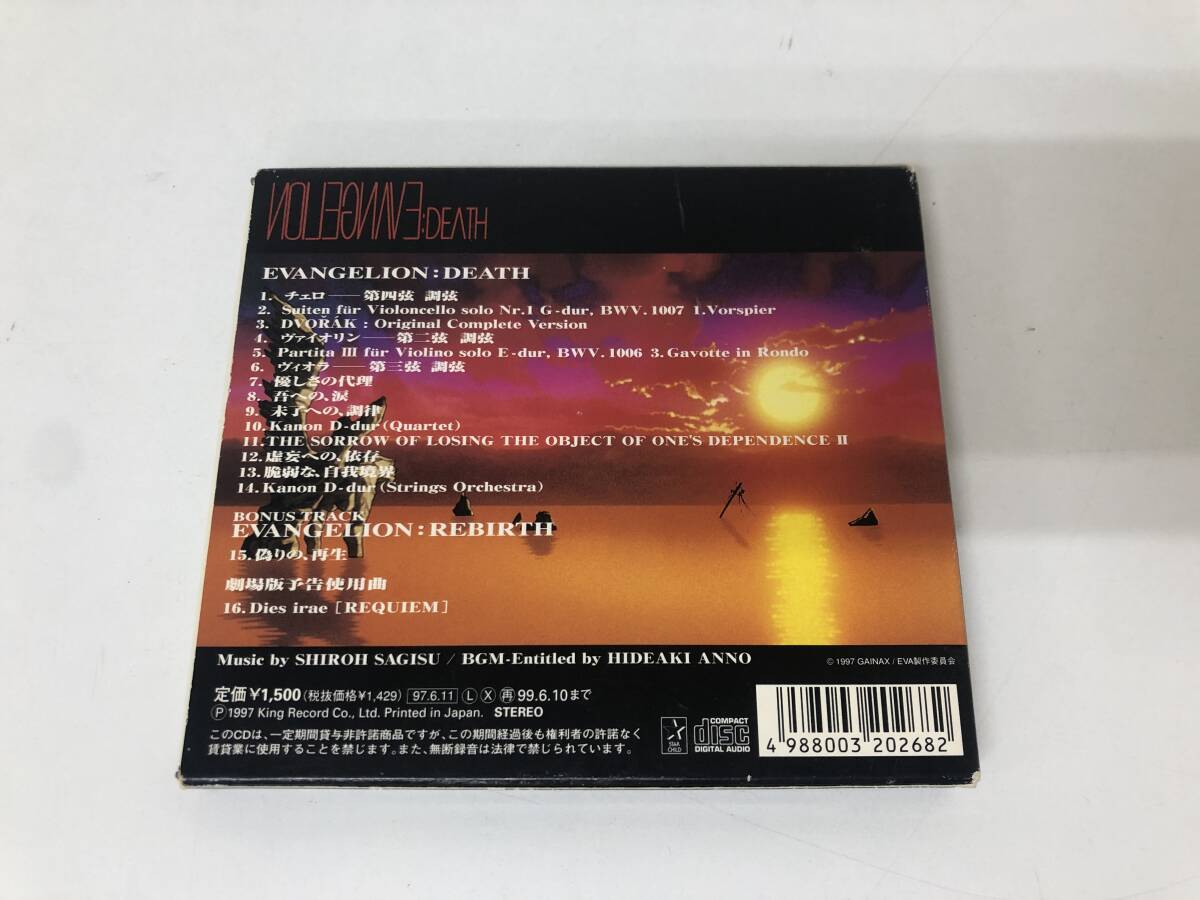 EVANGELION:DEATH
EVANGELION:DEATH
1. チェロ――第四弦 調弦
2. Suiten für Violoncello solo Nr.1 G-dur, BWV. 1007 1.Vorspier
3. DVOŘÁK : Original Complete Version
4. ヴァイオリン――第二弦 調弦
5. Partita III für Violino solo E-dur, BWV. 1006 3.Gavotte in Rondo
6. ヴィオラ――第三弦 調弦
7. 優しさの代理
8. 吾への、涙
9. 未了への、調律
10.Kanon D-dur(Quartet)
11.THE SORROW OF LOSING THE OBJECT OF ONE'S DEPENDENCE-II
12.虚妄への、依存
13.脆弱な、自我境界
14.Kanon D-dur(Strings Orchestra)
BONUS TRACK
EVANGELION:REBIRTH
15.偽りの、再生
劇場版予告使用曲
16.Dies irae [REQUIEM]
Music by SHIROH SAGISU / BGM-Entitled by HIDEAKI ANNO
© 1997 GAINAX / EVA製作委員会
定価¥1,500(税抜価格¥1,429) 97.6.11 Ⓛ Ⓧ 再 99.6.10まで
Ⓟ1997 King Record Co., Ltd. Printed in Japan. STEREO
このCDは、一定期間貸与非許諾商品ですが、この期間経過後も権利者の許諾なく
賃貸業に使用することを禁じます。また、無断録音は法律で禁じられています。
STAR CHILD
COMPACT disc DIGITAL AUDIO
4 988003 202682